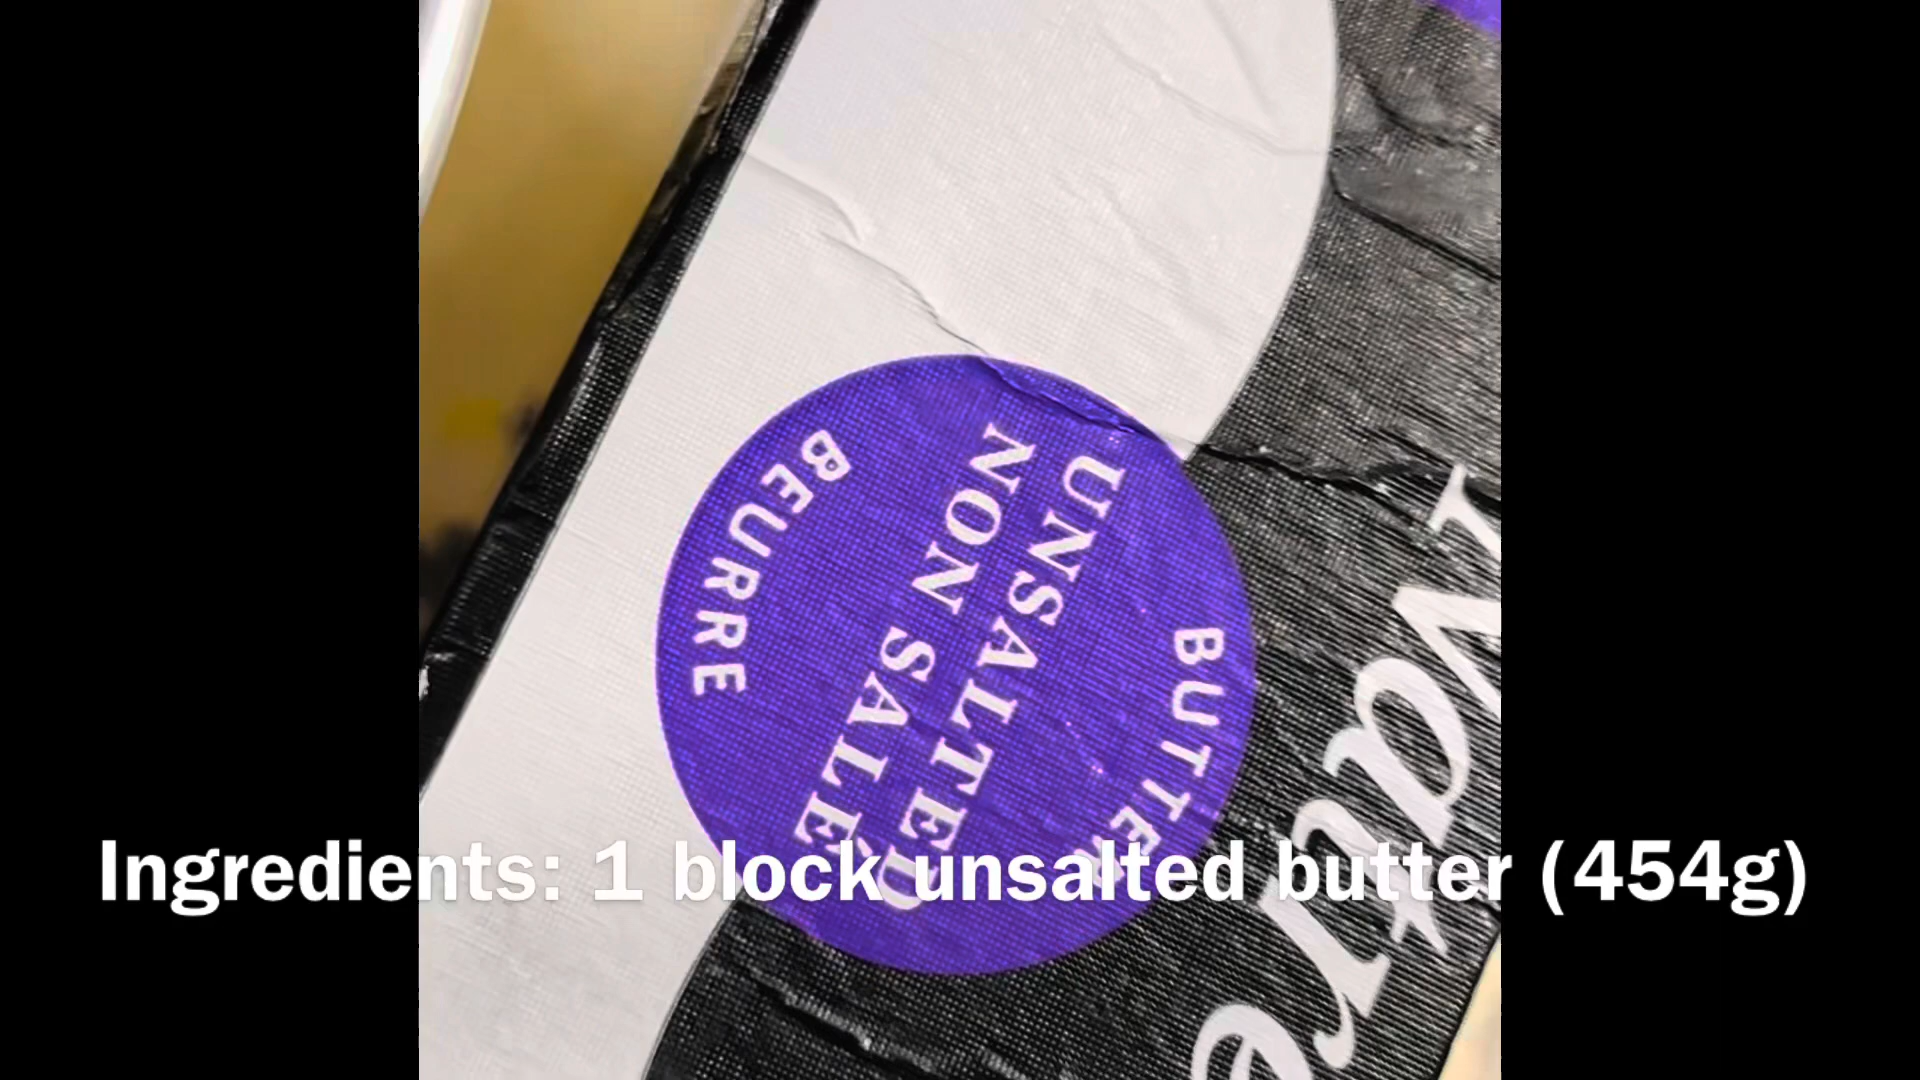 BUTTER
UNSALTED
NON SALÉ
BEURRE
Ingredients: 1 block unsalted butter (454g)